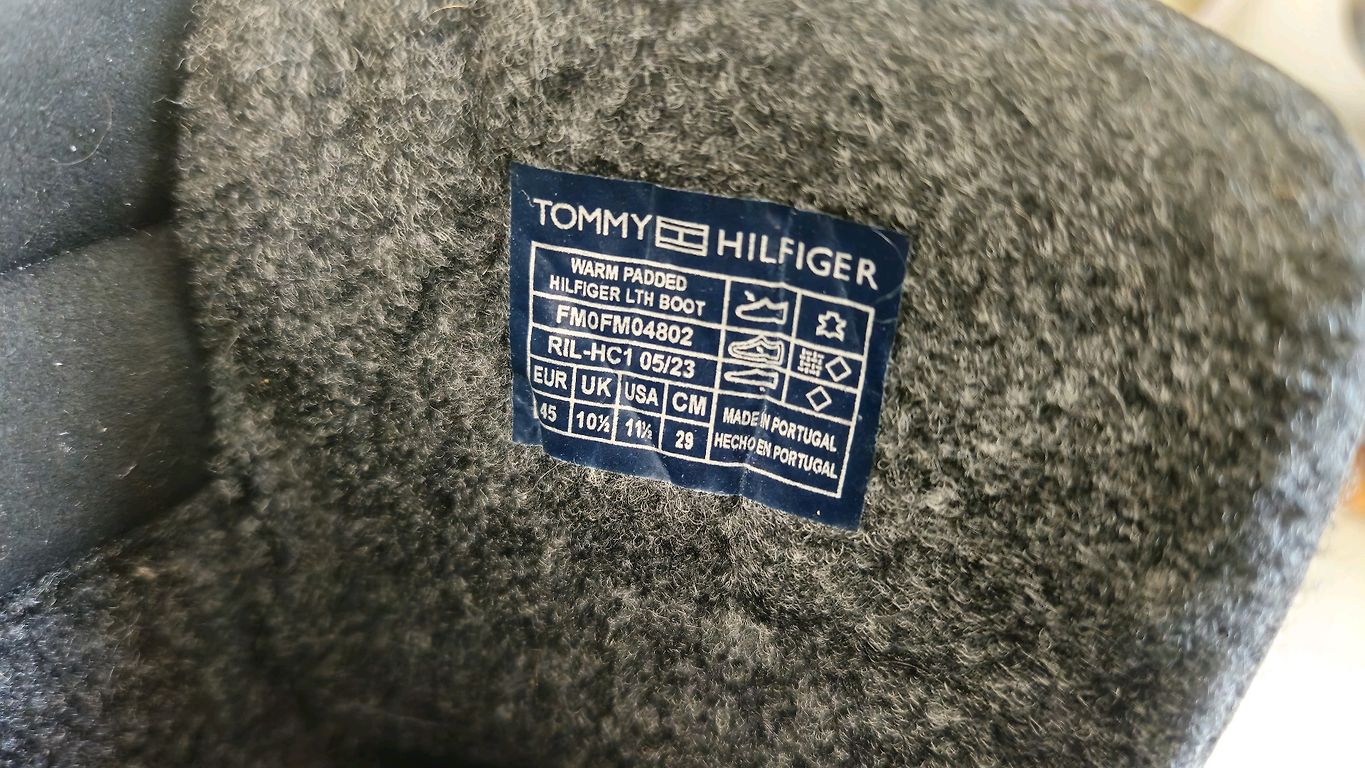 TOMMY HILFIGER
WARM PADDED
HILFIGER LTH BOOT
FM0FM04802
RIL-HC1 05/23
EUR UK USA CM
45 10½ 11½ 29
MADE IN PORTUGAL
HECHO EN PORTUGAL